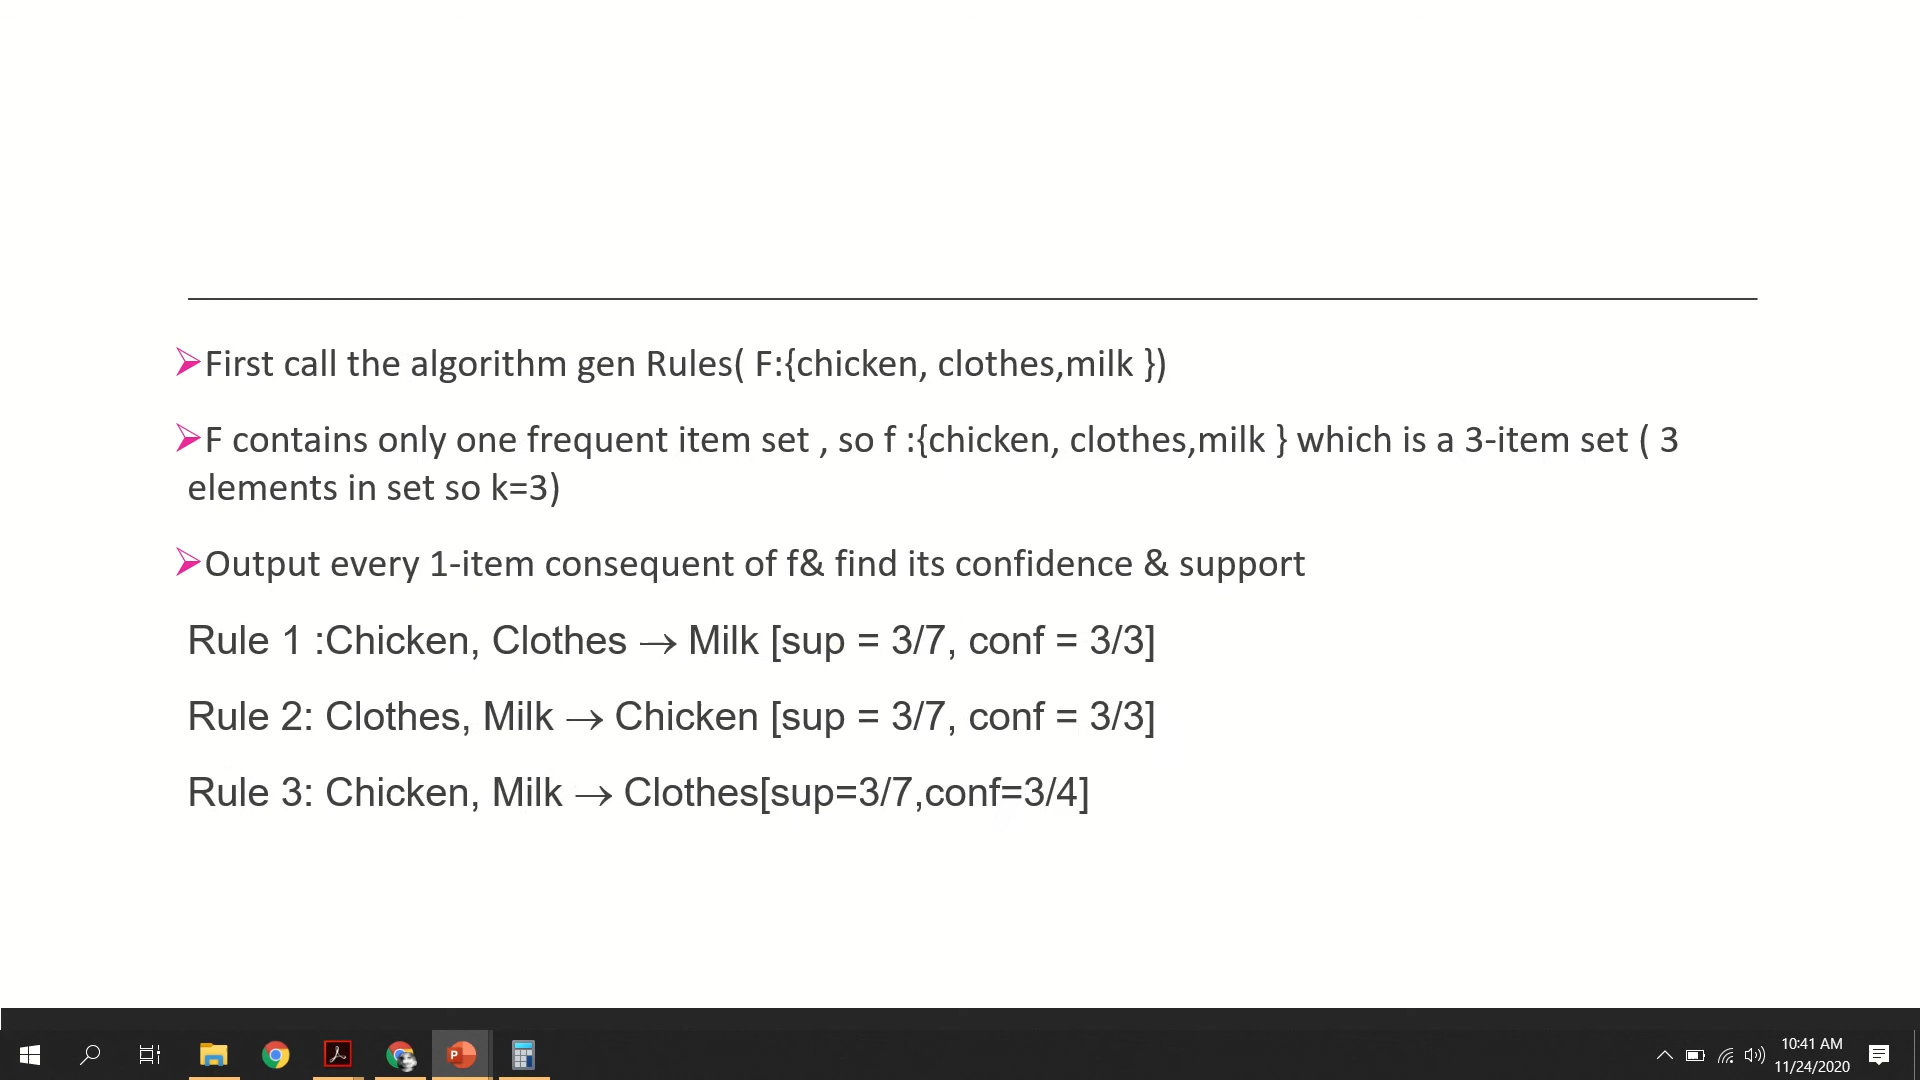 First call the algorithm gen Rules( F:{chicken, clothes,milk })
F contains only one frequent item set , so f :{chicken, clothes,milk } which is a 3-item set ( 3
elements in set so k=3)
Output every 1-item consequent of f& find its confidence & support
Rule 1 :Chicken, Clothes → Milk [sup = 3/7, conf = 3/3]
Rule 2: Clothes, Milk → Chicken [sup = 3/7, conf = 3/3]
Rule 3: Chicken, Milk → Clothes[sup=3/7,conf=3/4]
10:41 AM
11/24/2020